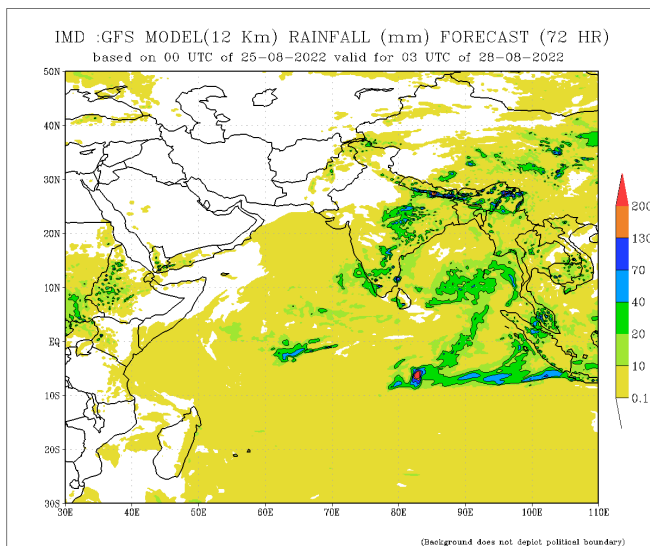 IMD :GFS MODEL(12 Km) RAINFALL (mm) FORECAST (72 HR)
based on 00 UTC of 25-08-2022 valid for 03 UTC of 28-08-2022
50N
40N
30N
20N
10N
EQ
10S
20S
30S
30E 40E 50E 60E 70E 80E 90E 100E 110E
200
130
70
40
20
10
0.1
(Background does not depict political boundary)